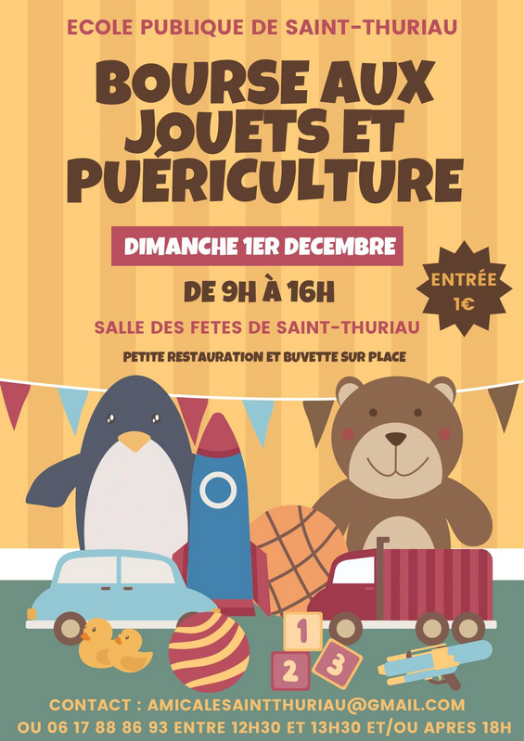 ECOLE PUBLIQUE DE SAINT-THURIAU
BOURSE AUX
JOUETS ET
PUÉRICULTURE
DIMANCHE 1ER DECEMBRE
DE 9H À 16H
ENTRÉE
1€
SALLE DES FETES DE SAINT-THURIAU
PETITE RESTAURATION ET BUVETTE SUR PLACE
1
2 3
CONTACT : AMICALESAINTTHURIAU@GMAIL.COM
OU 06 17 88 86 93 ENTRE 12H30 ET 13H30 ET/OU APRES 18H